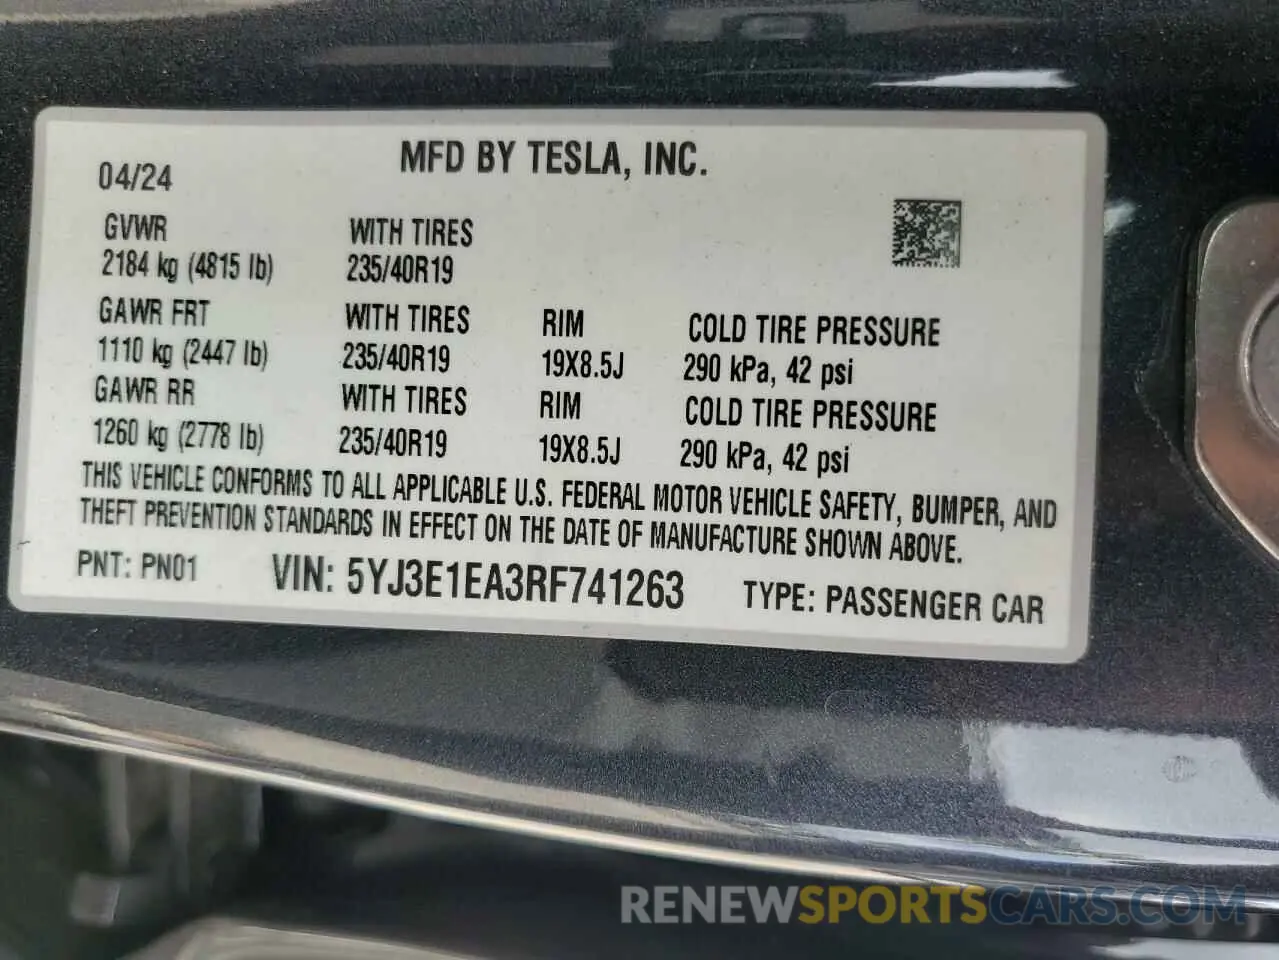 MFD BY TESLA, INC.
04/24
GVWR WITH TIRES
2184 kg (4815 lb) 235/40R19
GAWR FRT WITH TIRES RIM COLD TIRE PRESSURE
1110 kg (2447 lb) 235/40R19 19X8.5J 290 kPa, 42 psi
GAWR RR WITH TIRES RIM COLD TIRE PRESSURE
1260 kg (2778 lb) 235/40R19 19X8.5J 290 kPa, 42 psi
THIS VEHICLE CONFORMS TO ALL APPLICABLE U.S. FEDERAL MOTOR VEHICLE SAFETY, BUMPER, AND
THEFT PREVENTION STANDARDS IN EFFECT ON THE DATE OF MANUFACTURE SHOWN ABOVE.
PNT: PN01 VIN: 5YJ3E1EA3RF741263 TYPE: PASSENGER CAR
RENEWSPORTSCARS.COM